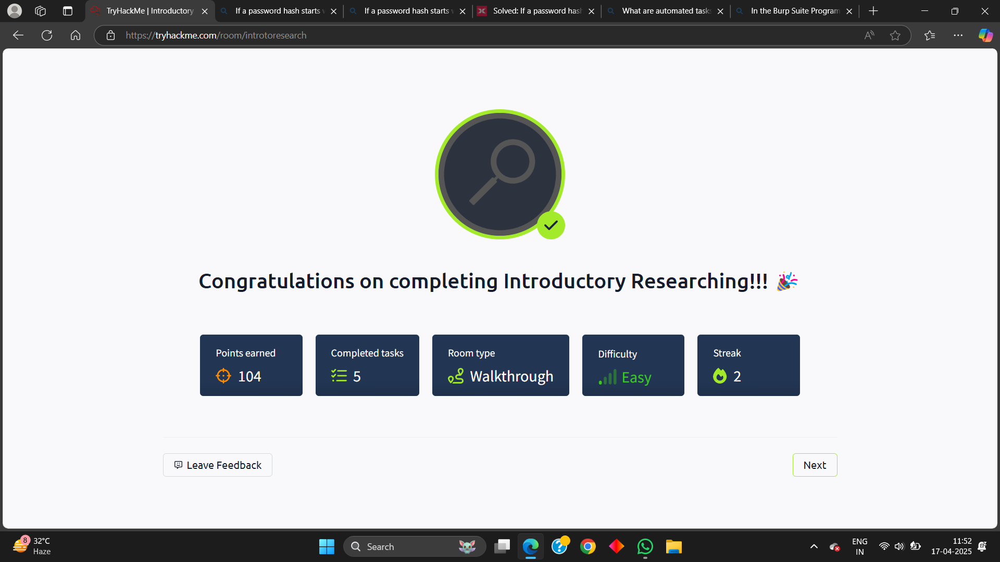 TryHackMe | Introductory
If a password hash starts
If a password hash starts
Solved: If a password hash
What are automated tasks
In the Burp Suite Program
https://tryhackme.com/room/introtoresearch
Congratulations on completing Introductory Researching!!! 🎉
Points earned
104
Completed tasks
5
Room type
Walkthrough
Difficulty
Easy
Streak
2
Leave Feedback
Next
8
32°C
Haze
Search
ENG
IN
11:52
17-04-2025